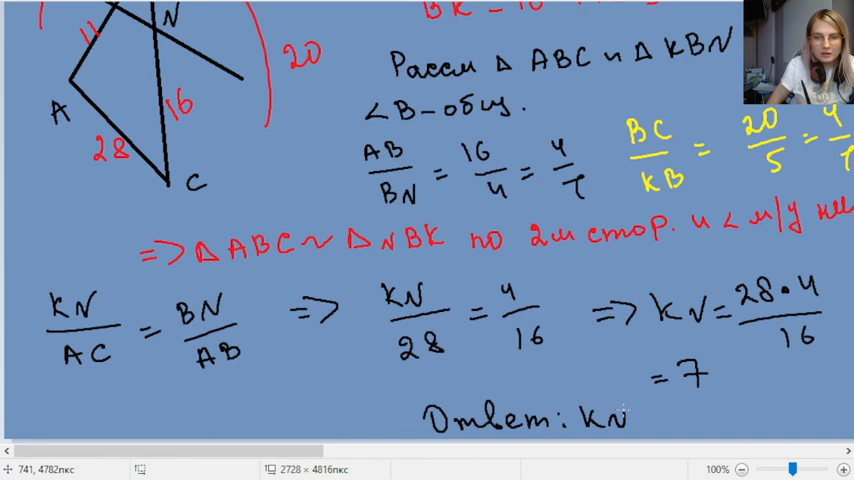 N
11
20
Рассм Δ ABC и Δ KBN
A
16
∠B - общ.
28
C
AB/BN = 16/4 = 4/1
BC/KB = 20/5 = 4/
=> Δ ABC ~ Δ NBK по 2м стор. и ∠ м/у
KN/AC = BN/AB => KN/28 = 4/16 => KN = 28·4/16
= 7
Ответ: KN
741, 4782пкс
2728 × 4816пкс
100%